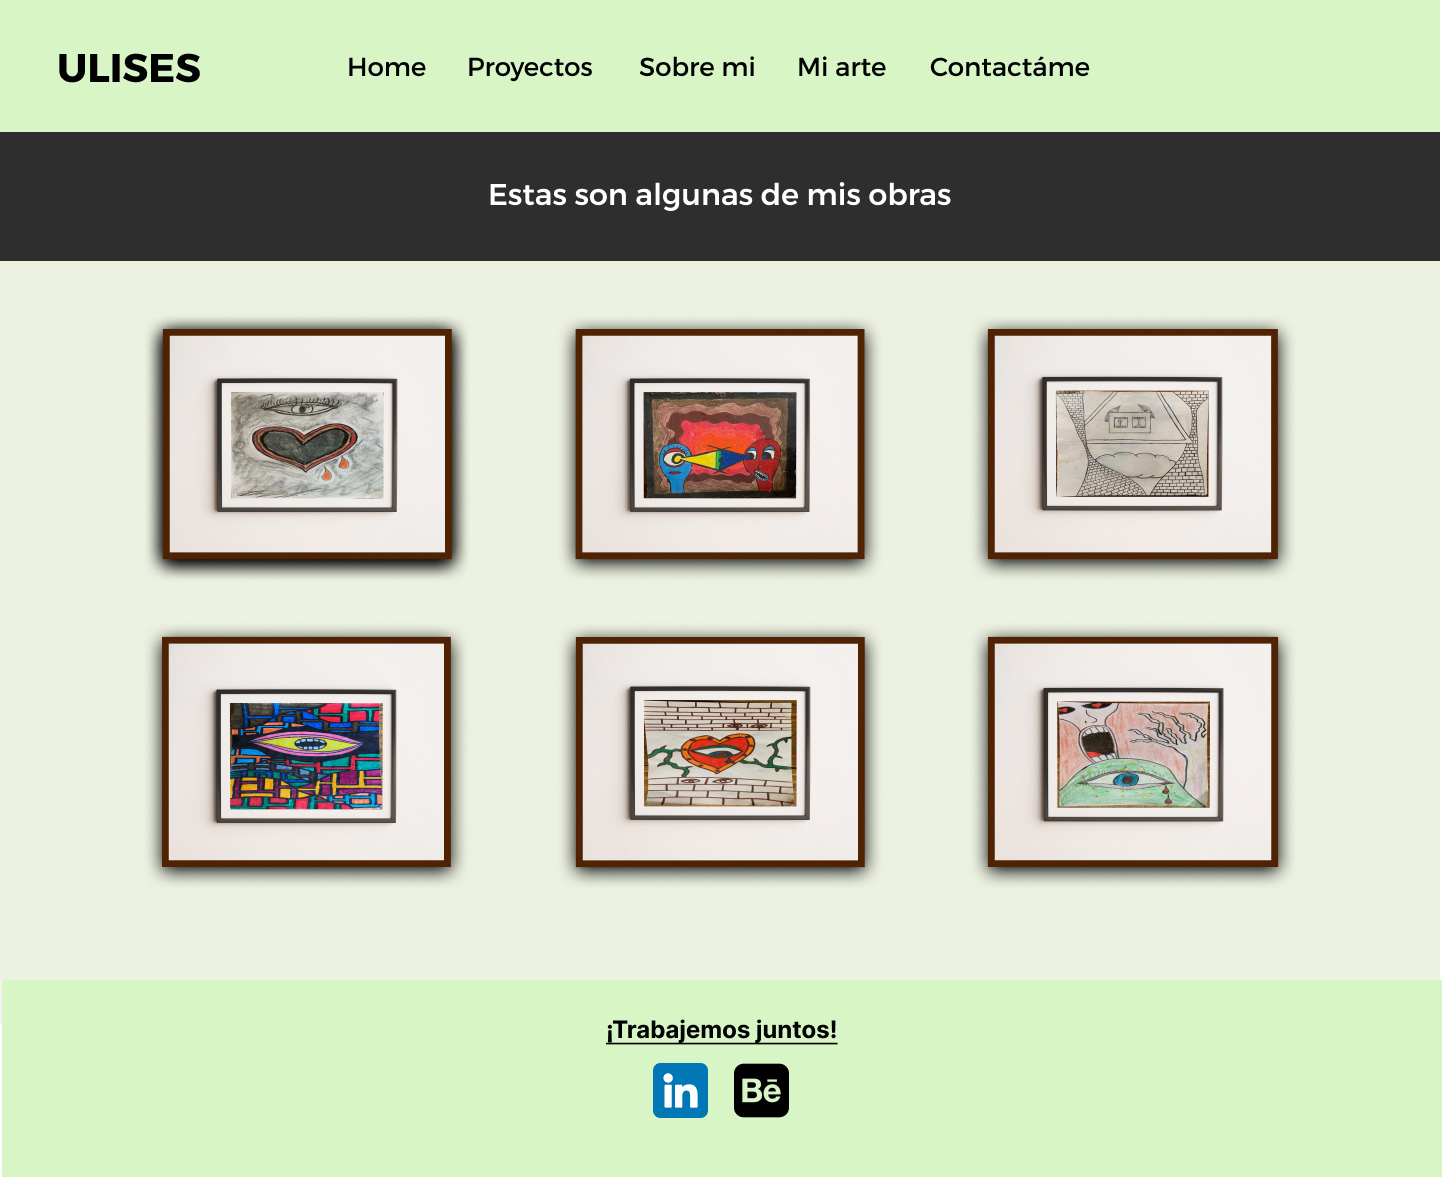 ULISES
Home Proyectos Sobre mi Mi arte Contactáme
Estas son algunas de mis obras
¡Trabajemos juntos!
in Bē